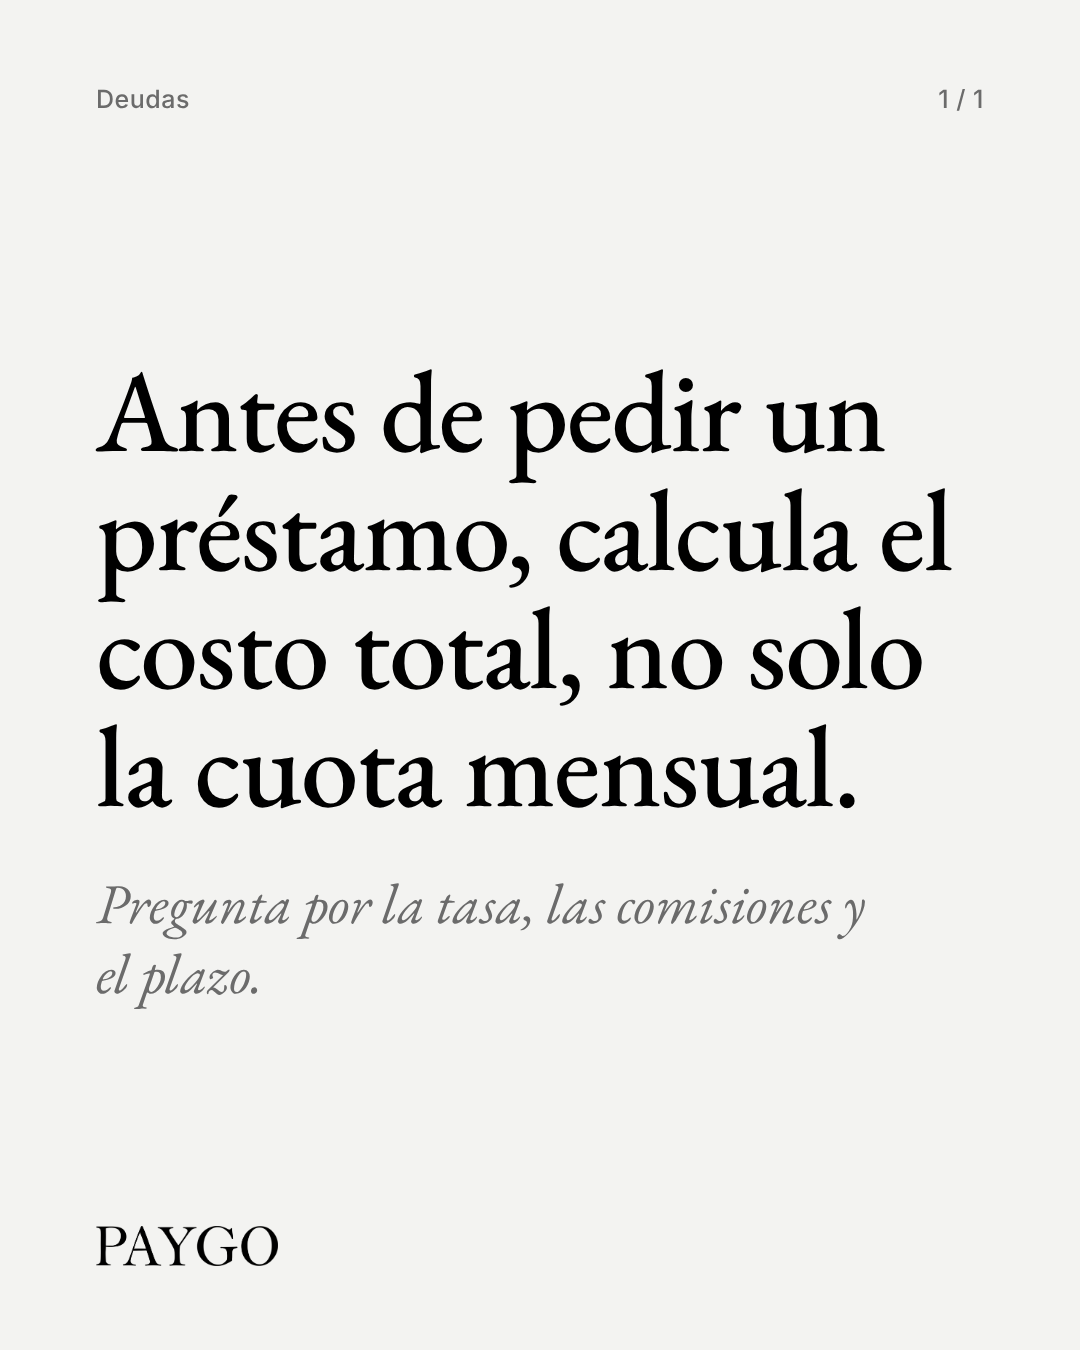 Deudas
1 / 1
Antes de pedir un
préstamo, calcula el
costo total, no solo
la cuota mensual.
Pregunta por la tasa, las comisiones y
el plazo.
PAYGO